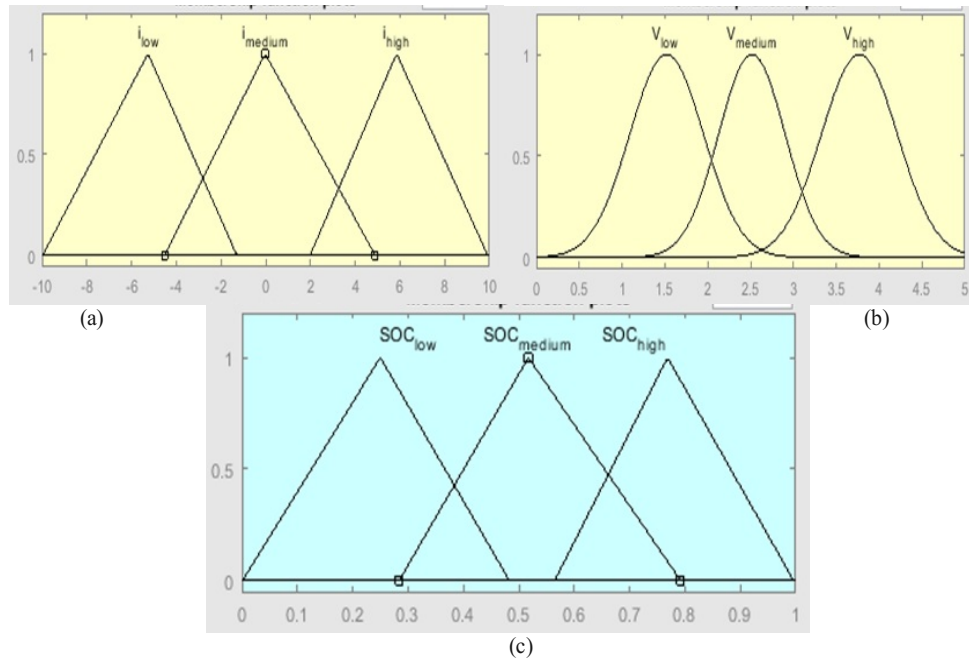 i_low i_medium i_high
1
0.5
0
-10 -8 -6 -4 -2 0 2 4 6 8 10
(a)
V_low V_medium V_high
1
0.5
0
0 0.5 1 1.5 2 2.5 3 3.5 4 4.5 5
(b)
SOC_low SOC_medium SOC_high
1
0.5
0
0 0.1 0.2 0.3 0.4 0.5 0.6 0.7 0.8 0.9 1
(c)